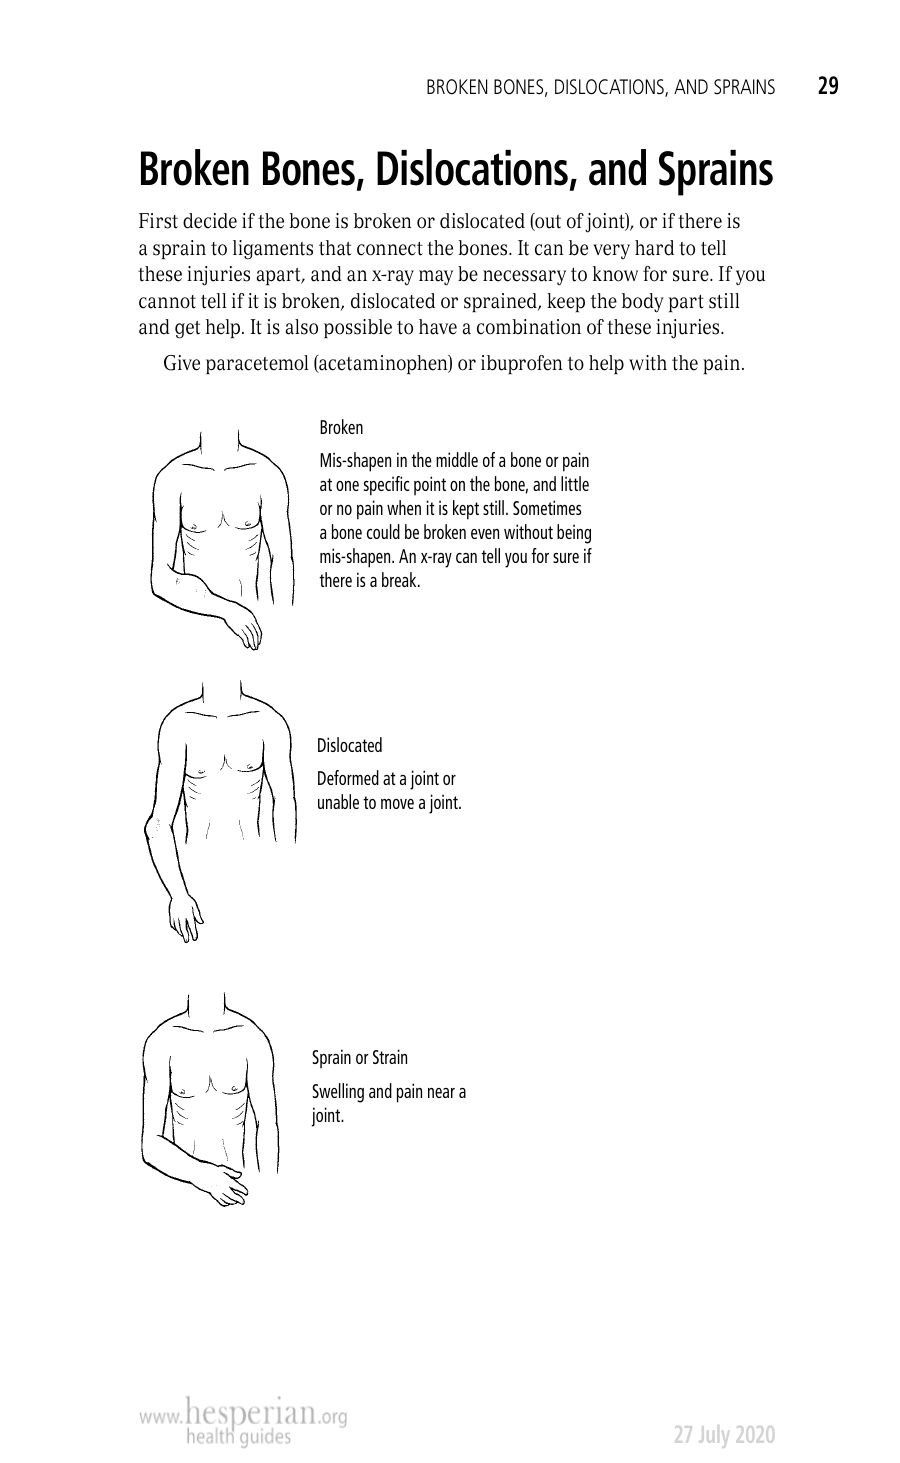 BROKEN BONES, DISLOCATIONS, AND SPRAINS 29
Broken Bones, Dislocations, and Sprains
First decide if the bone is broken or dislocated (out of joint), or if there is
a sprain to ligaments that connect the bones. It can be very hard to tell
these injuries apart, and an x-ray may be necessary to know for sure. If you
cannot tell if it is broken, dislocated or sprained, keep the body part still
and get help. It is also possible to have a combination of these injuries.
Give paracetemol (acetaminophen) or ibuprofen to help with the pain.
Broken
Mis-shapen in the middle of a bone or pain
at one specific point on the bone, and little
or no pain when it is kept still. Sometimes
a bone could be broken even without being
mis-shapen. An x-ray can tell you for sure if
there is a break.
Dislocated
Deformed at a joint or
unable to move a joint.
Sprain or Strain
Swelling and pain near a
joint.
www.hesperian.org
health guides
27 July 2020